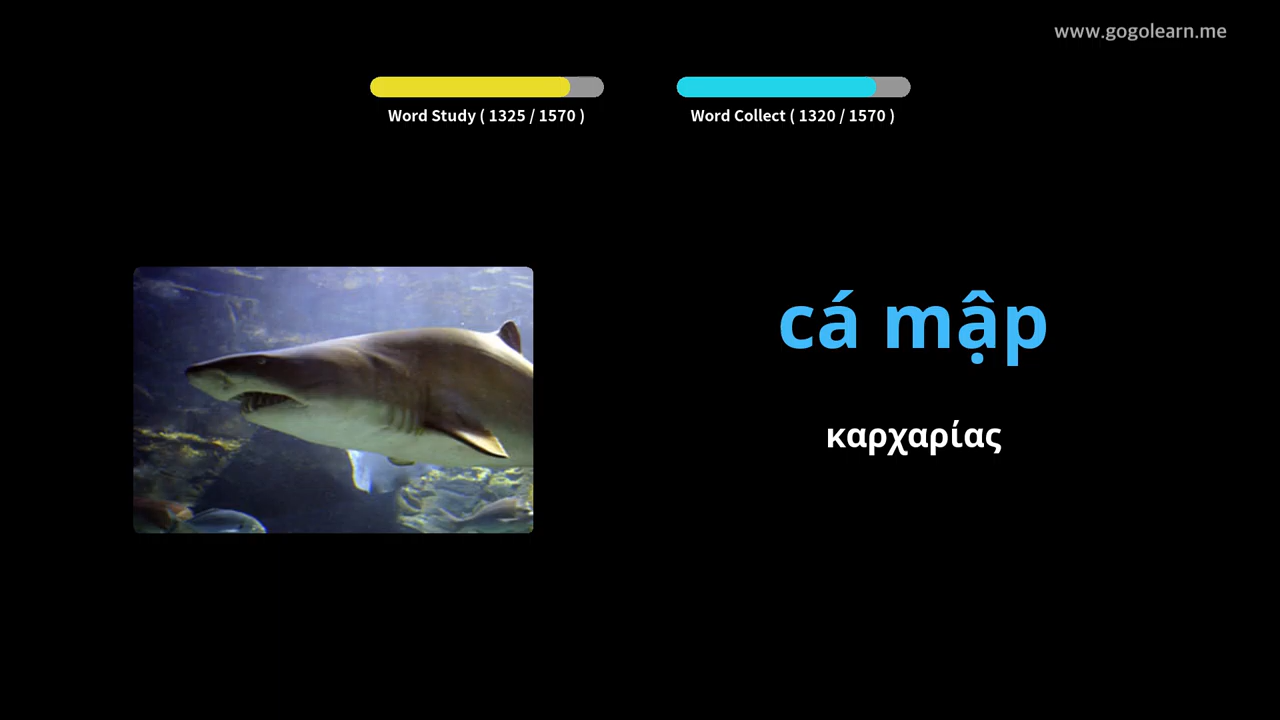 www.gogolearn.me
Word Study ( 1325 / 1570 )
Word Collect ( 1320 / 1570 )
cá mập
καρχαρίας